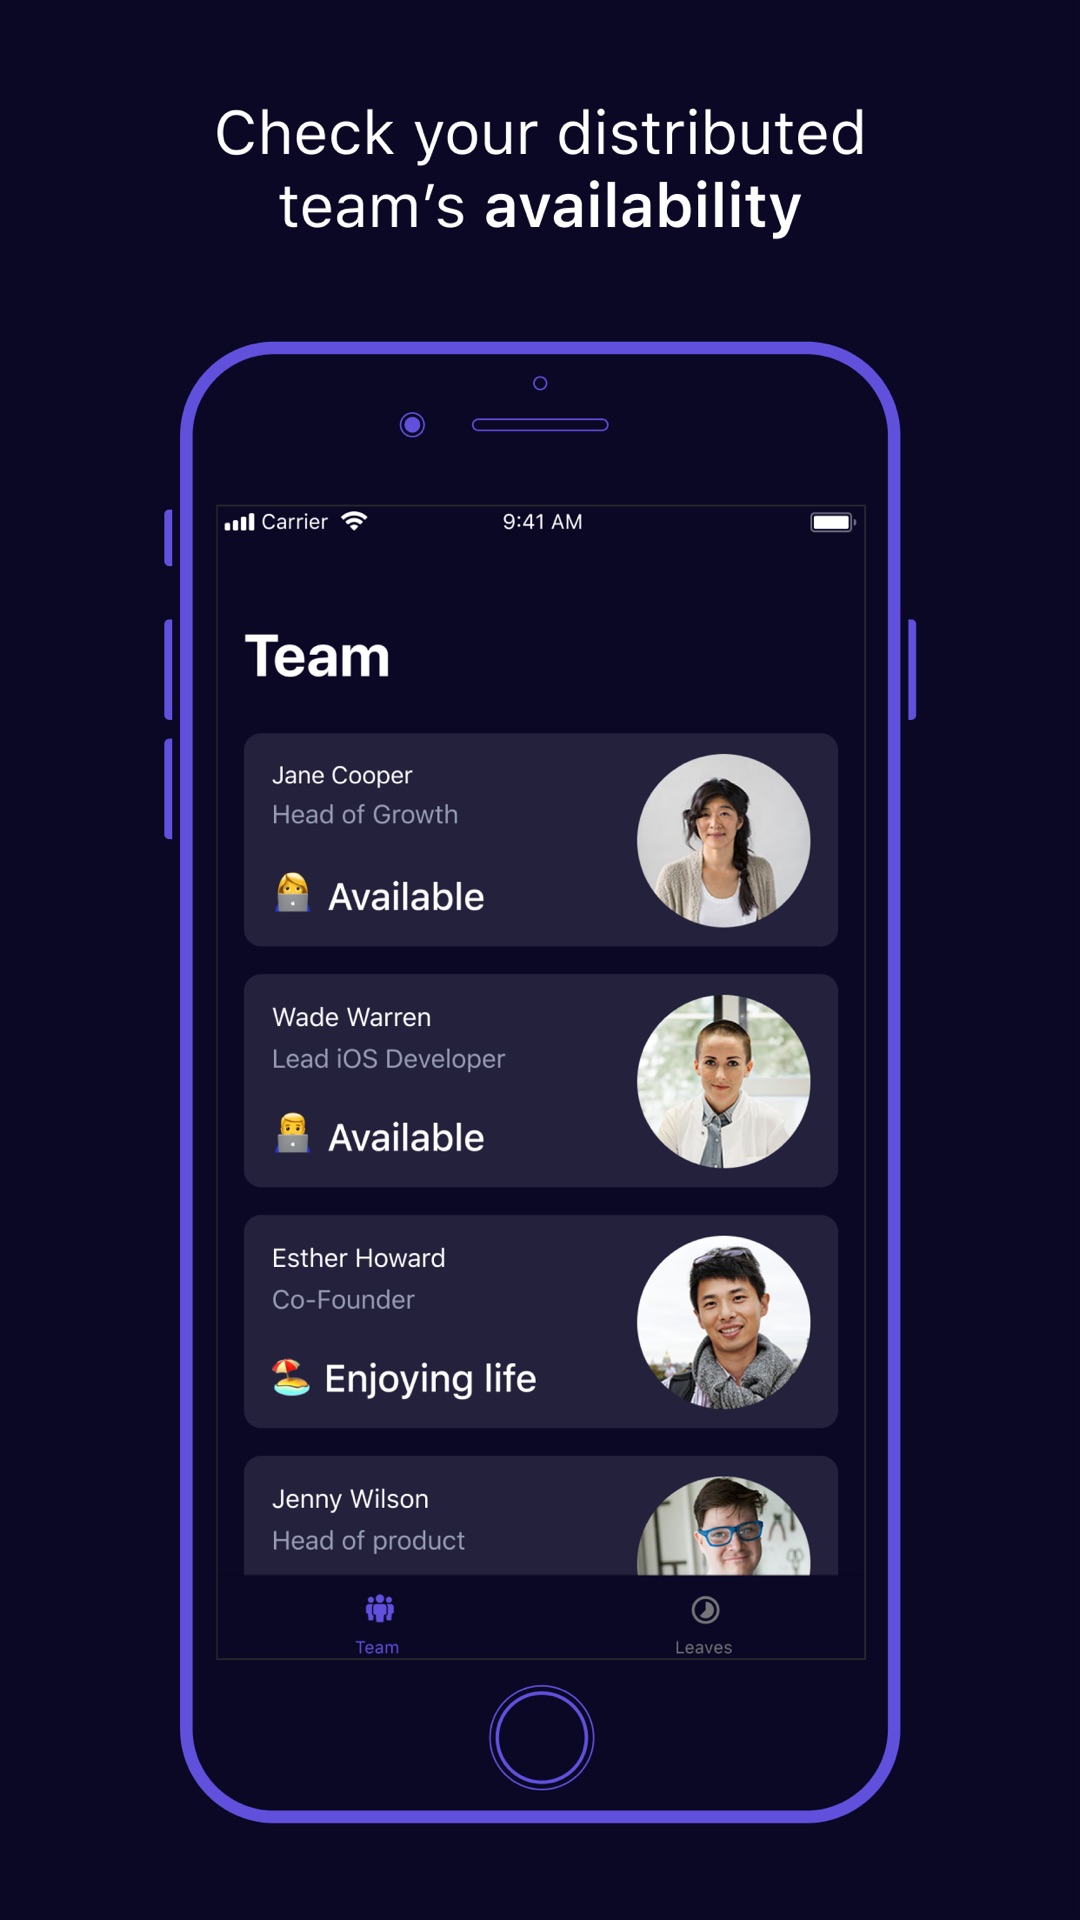 Check your distributed
team’s availability
Carrier
9:41 AM
Team
Jane Cooper
Head of Growth
Available
Wade Warren
Lead iOS Developer
Available
Esther Howard
Co-Founder
Enjoying life
Jenny Wilson
Head of product
Team
Leaves